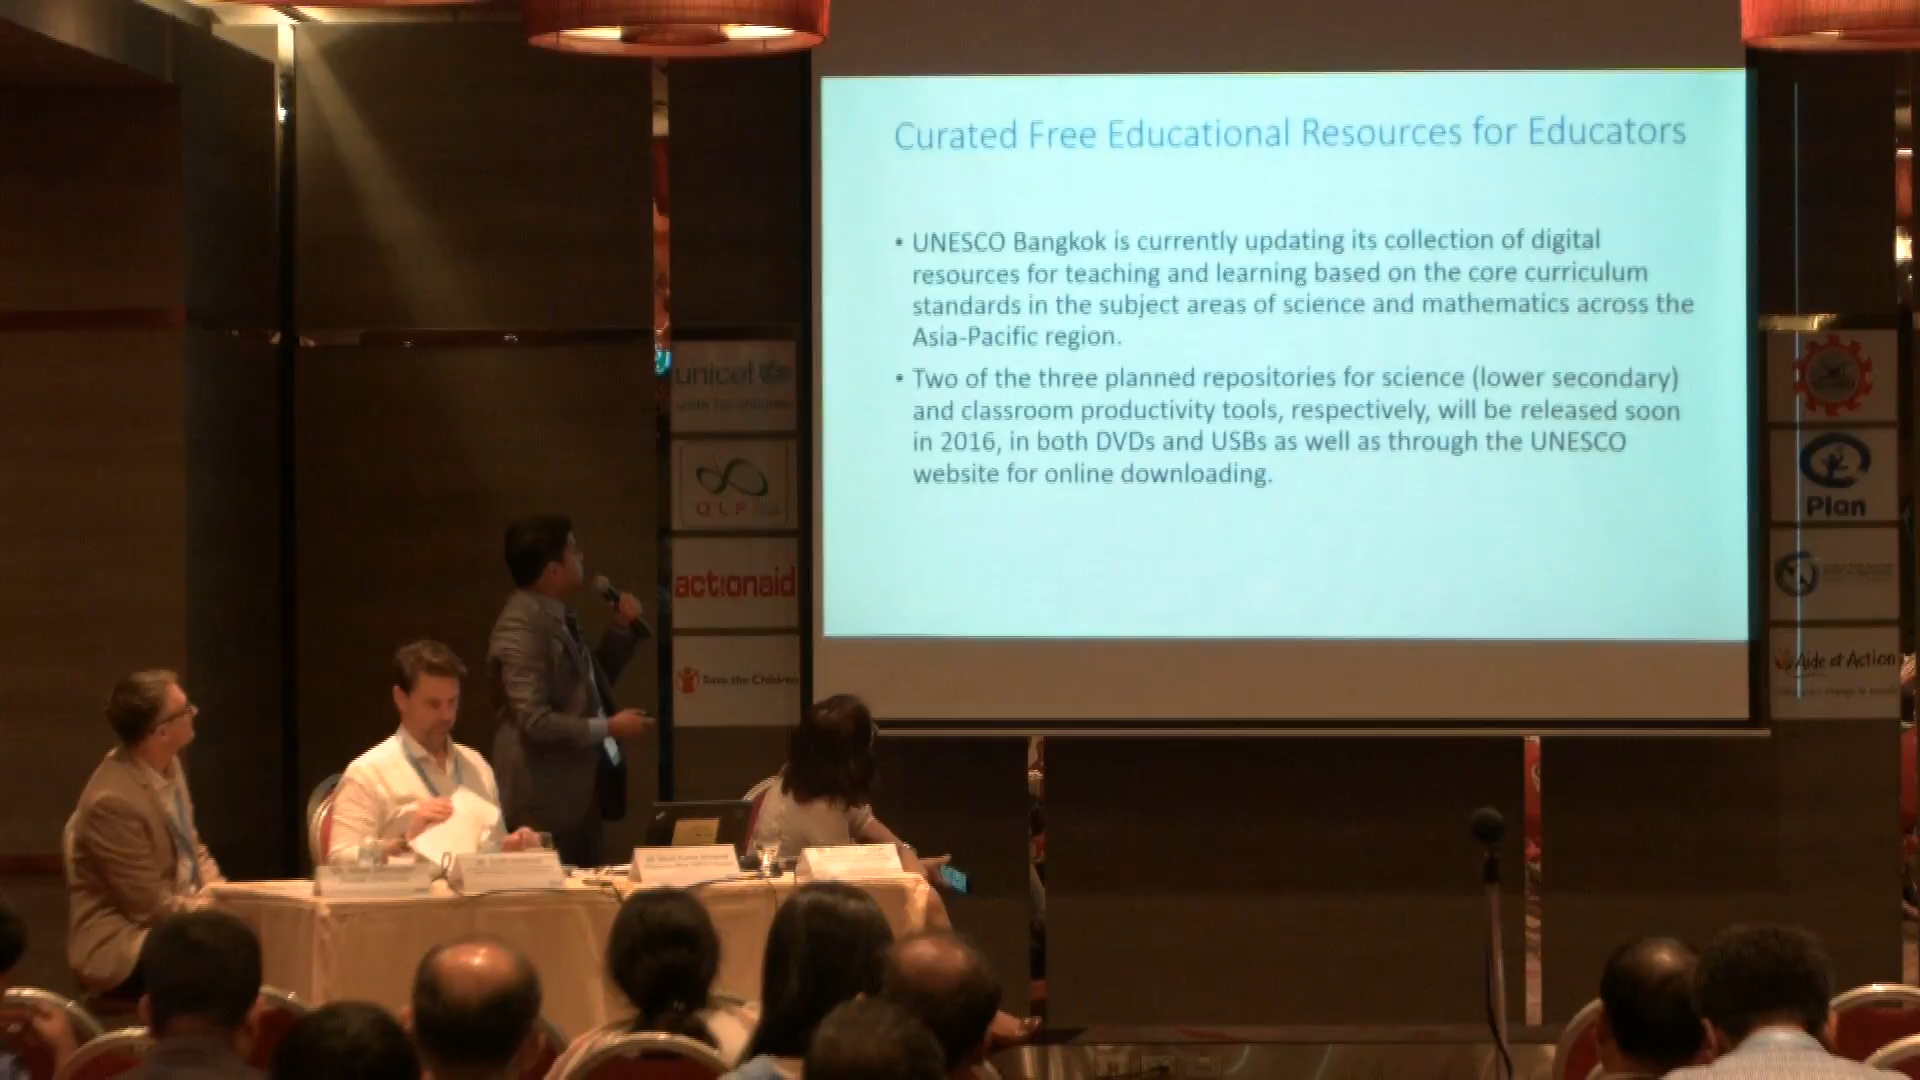 Curated Free Educational Resources for Educators
• UNESCO Bangkok is currently updating its collection of digital
resources for teaching and learning based on the core curriculum
standards in the subject areas of science and mathematics across the
Asia-Pacific region.
• Two of the three planned repositories for science (lower secondary)
and classroom productivity tools, respectively, will be released soon
in 2016, in both DVDs and USBs as well as through the UNESCO
website for online downloading.
unicef
actionaid
Save the Children
Plan
Aide et Action